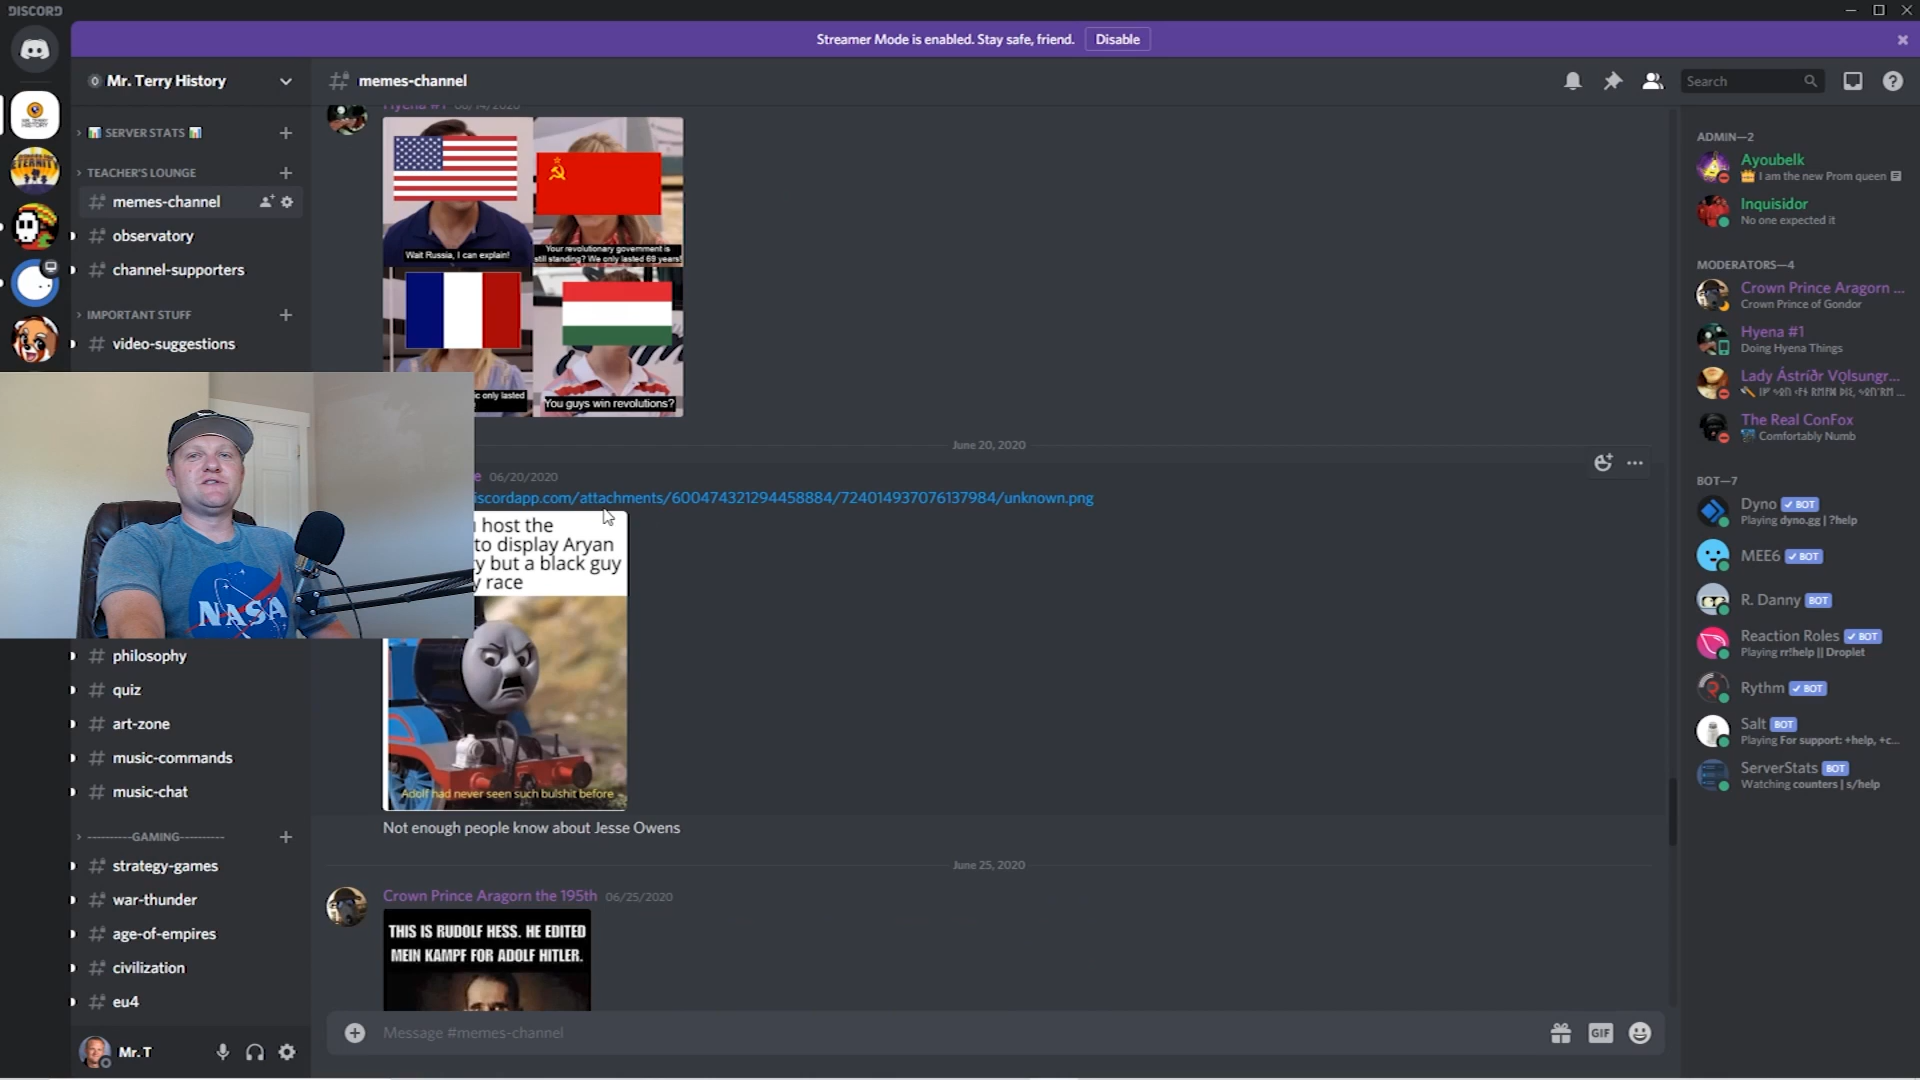 DISCORD
Streamer Mode is enabled. Stay safe, friend.
Disable
Mr. Terry History
memes-channel
Search
SERVER STATS
TEACHER'S LOUNGE
memes-channel
observatory
channel-supporters
IMPORTANT STUFF
video-suggestions
philosophy
quiz
art-zone
music-commands
music-chat
----------GAMING----------
strategy-games
war-thunder
age-of-empires
civilization
eu4
Mr. T
Hyena #1 06/14/2020
Wait Russia, I can explain!
Your revolutionary government is
still standing? We only lasted 69 years!
only lasted
You guys win revolutions?
June 20, 2020
06/20/2020
iscordapp.com/attachments/600474321294458884/724014937076137984/unknown.png
host the
to display Aryan
y but a black guy
race
Adolf had never seen such bulshit before
Not enough people know about Jesse Owens
June 25, 2020
Crown Prince Aragorn the 195th 06/25/2020
THIS IS RUDOLF HESS. HE EDITED
MEIN KAMPF FOR ADOLF HITLER.
Message #memes-channel
GIF
NASA
ADMIN—2
Ayoubelk
I am the new Prom queen
Inquisidor
No one expected it
MODERATORS—4
Crown Prince Aragorn ...
Crown Prince of Gondor
Hyena #1
Doing Hyena Things
Lady Ástríðr Vǫlsungr...
The Real ConFox
Comfortably Numb
BOT—7
Dyno BOT
Playing dyno.gg | ?help
MEE6 BOT
R. Danny BOT
Reaction Roles BOT
Playing rr!help || Droplet
Rythm BOT
Salt BOT
Playing For support: +help, +c...
ServerStats BOT
Watching counters | s/help